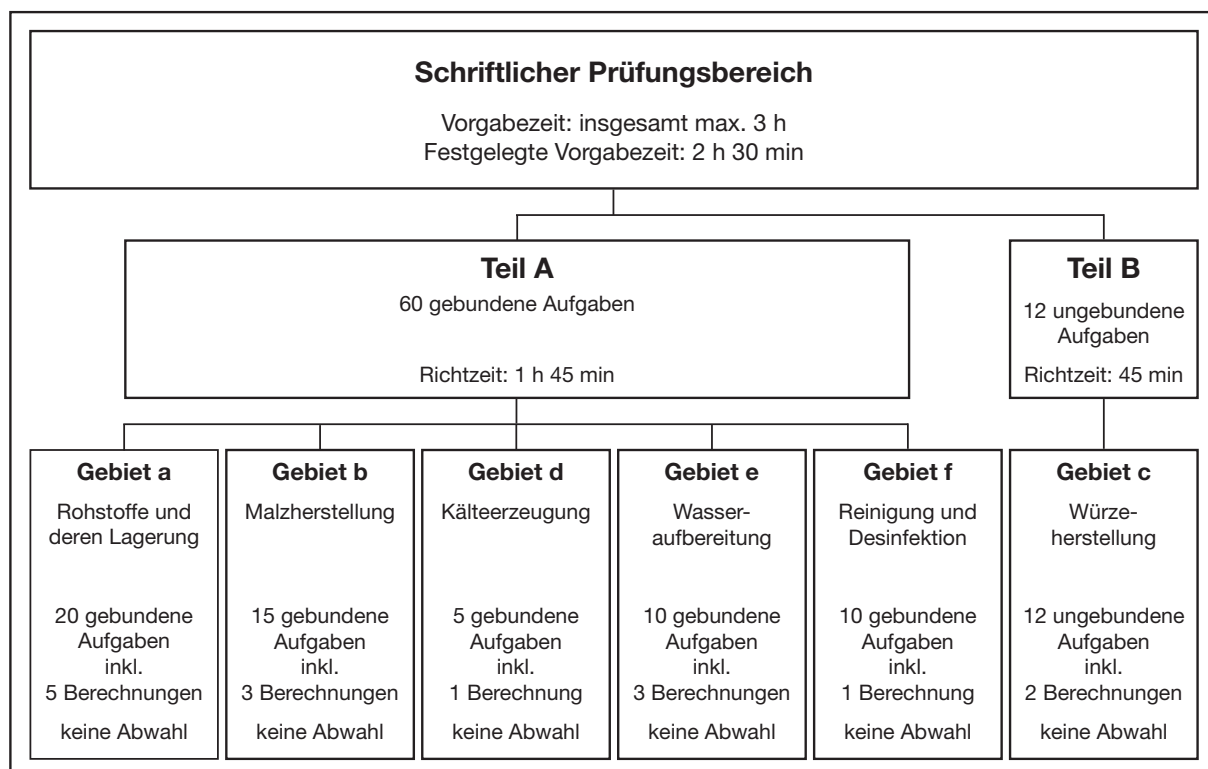 Schriftlicher Prüfungsbereich
Vorgabezeit: insgesamt max. 3 h
Festgelegte Vorgabezeit: 2 h 30 min
Teil A
60 gebundene Aufgaben
Richtzeit: 1 h 45 min
Teil B
12 ungebundene
Aufgaben
Richtzeit: 45 min
Gebiet a
Rohstoffe und
deren Lagerung
20 gebundene
Aufgaben
inkl.
5 Berechnungen
keine Abwahl
Gebiet b
Malzherstellung
15 gebundene
Aufgaben
inkl.
3 Berechnungen
keine Abwahl
Gebiet d
Kälteerzeugung
5 gebundene
Aufgaben
inkl.
1 Berechnung
keine Abwahl
Gebiet e
Wasser-
aufbereitung
10 gebundene
Aufgaben
inkl.
3 Berechnungen
keine Abwahl
Gebiet f
Reinigung und
Desinfektion
10 gebundene
Aufgaben
inkl.
1 Berechnung
keine Abwahl
Gebiet c
Würze-
herstellung
12 ungebundene
Aufgaben
inkl.
2 Berechnungen
keine Abwahl